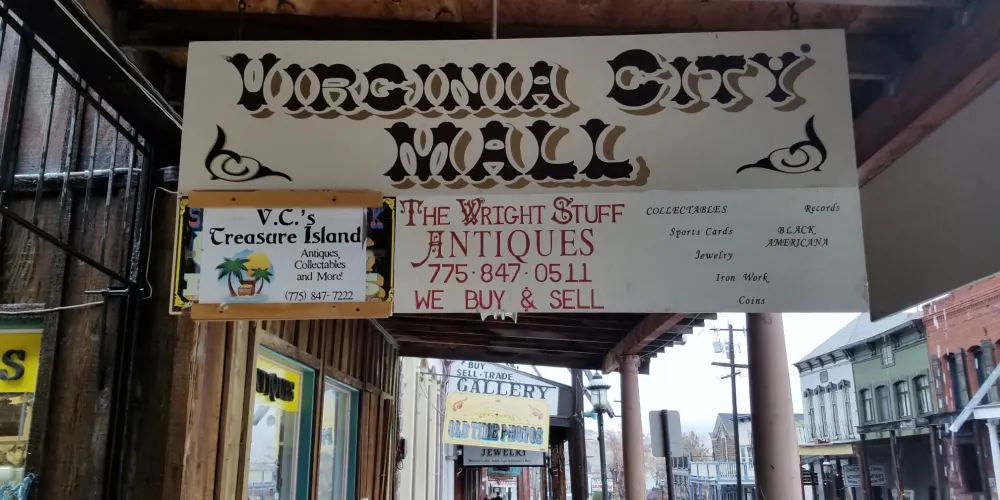 VIRGINIA CITY
MALL
V.C.'s
Treasure Island
Antiques,
Collectables
and More!
(775) 847-7222
THE WRIGHT STUFF
ANTIQUES
775·847·0511
WE BUY & SELL
COLLECTABLES
Records
Sports Cards
BLACK
AMERICANA
Jewelry
Iron Work
Coins
BUY
SELL-TRADE
GALLERY
OLD TIME PHOTOS
JEWELRY